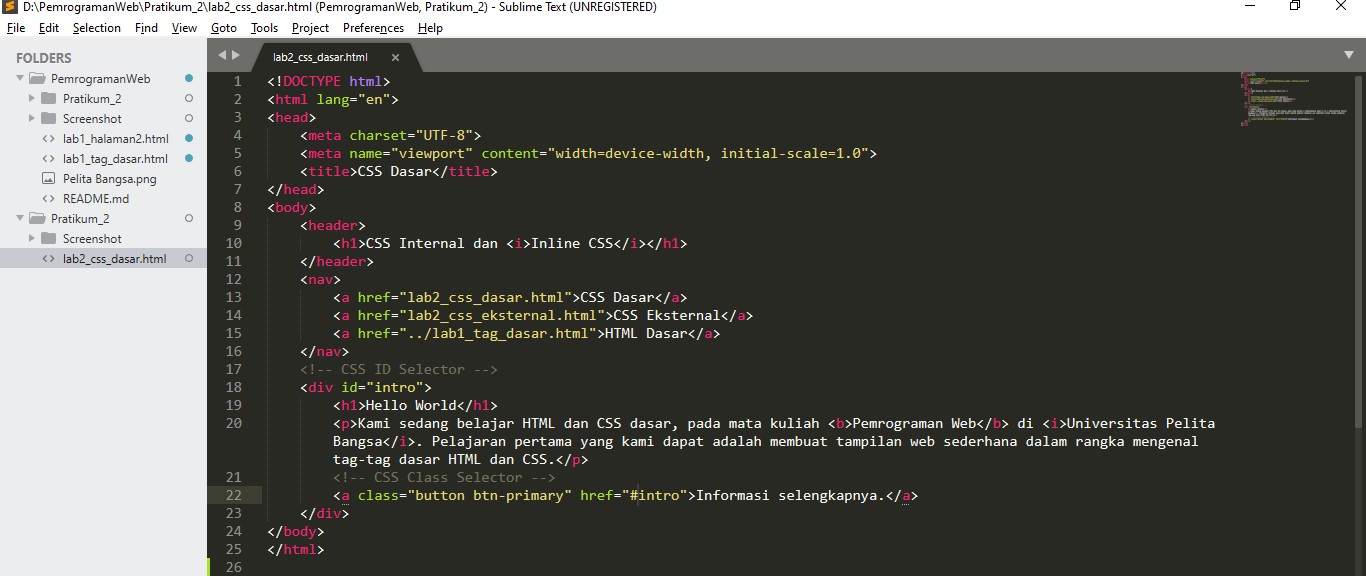 D:\PemrogramanWeb\Pratikum_2\lab2_css_dasar.html (PemrogramanWeb, Pratikum_2) - Sublime Text (UNREGISTERED)
File Edit Selection Find View Goto Tools Project Preferences Help
FOLDERS
PemrogramanWeb
Pratikum_2
Screenshot
lab1_halaman2.html
lab1_tag_dasar.html
Pelita Bangsa.png
README.md
Pratikum_2
Screenshot
lab2_css_dasar.html
lab2_css_dasar.html
1 <!DOCTYPE html>
2 <html lang="en">
3 <head>
4 <meta charset="UTF-8">
5 <meta name="viewport" content="width=device-width, initial-scale=1.0">
6 <title>CSS Dasar</title>
7 </head>
8 <body>
9 <header>
10 <h1>CSS Internal dan <i>Inline CSS</i></h1>
11 </header>
12 <nav>
13 <a href="lab2_css_dasar.html">CSS Dasar</a>
14 <a href="lab2_css_eksternal.html">CSS Eksternal</a>
15 <a href="../lab1_tag_dasar.html">HTML Dasar</a>
16 </nav>
17 <!-- CSS ID Selector -->
18 <div id="intro">
19 <h1>Hello World</h1>
20 <p>Kami sedang belajar HTML dan CSS dasar, pada mata kuliah <b>Pemrograman Web</b> di <i>Universitas Pelita
Bangsa</i>. Pelajaran pertama yang kami dapat adalah membuat tampilan web sederhana dalam rangka mengenal
tag-tag dasar HTML dan CSS.</p>
21 <!-- CSS Class Selector -->
22 <a class="button btn-primary" href="#intro">Informasi selengkapnya.</a>
23 </div>
24 </body>
25 </html>
26